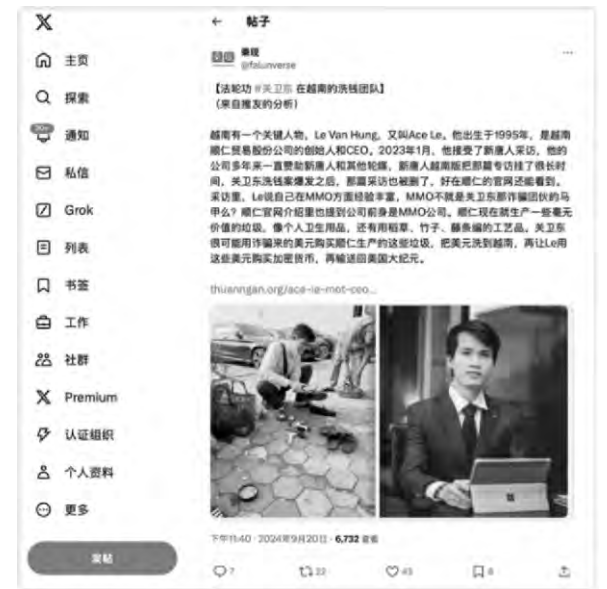 ← 帖子
主页
探索
20+
通知
私信
Grok
列表
书签
工作
社群
Premium
认证组织
个人资料
更多
发帖
秦琬
@falunverse
【法轮功 #关卫东 在越南的洗钱团队】
（来自推友的分析）
越南有一个关键人物，Le Van Hung，又叫Ace Le。他出生于1995年，是越南
顺仁贸易股份公司的创始人和CEO。2023年1月，他接受了新唐人采访，他的
公司多年来一直赞助新唐人和其他轮媒，新唐人越南版把那篇专访挂了很长时
间，关卫东洗钱案爆发之后，那篇采访也被删了，好在顺仁的官网还能看到。
采访里，Le说自己在MMO方面经验丰富，MMO不就是关卫东那诈骗团伙的马
甲么？顺仁官网介绍里也提到公司前身是MMO公司。顺仁现在就生产一些毫无
价值的垃圾，像个人卫生用品，还有用稻草、竹子、藤条编的工艺品。关卫东
很可能用诈骗来的美元购买顺仁生产的这些垃圾，把美元洗到越南，再让Le用
这些美元购买加密货币，再输送回美国大纪元。
thuanngan.org/ace-le-mot-ceo...
下午11:40 · 2024年9月20日 · 6,732 查看
7
22
43
8